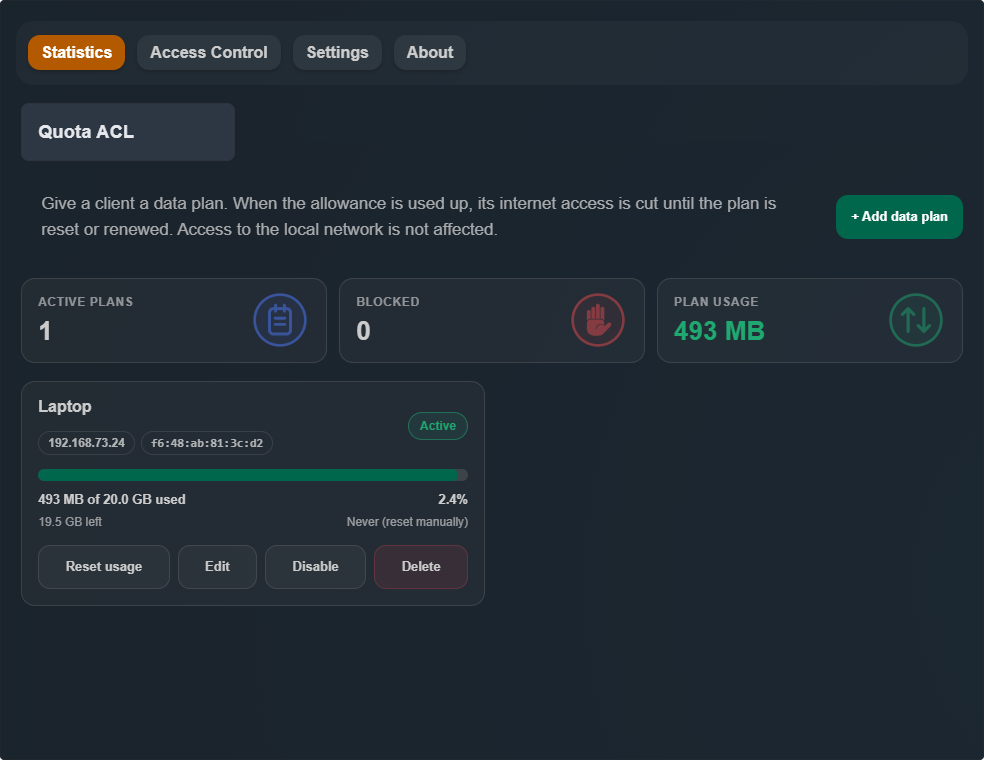 Statistics
Access Control
Settings
About
Quota ACL
Give a client a data plan. When the allowance is used up, its internet access is cut until the plan is
reset or renewed. Access to the local network is not affected.
+ Add data plan
ACTIVE PLANS
1
BLOCKED
0
PLAN USAGE
493 MB
Laptop
Active
192.168.73.24
f6:48:ab:81:3c:d2
493 MB of 20.0 GB used
2.4%
19.5 GB left
Never (reset manually)
Reset usage
Edit
Disable
Delete